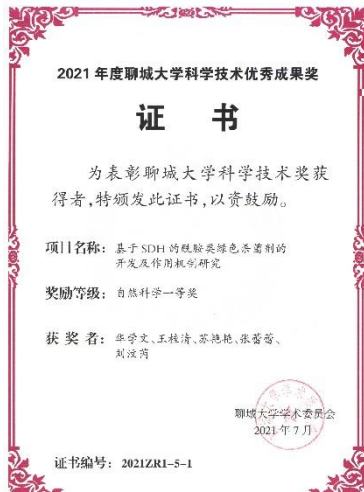 2021年度聊城大学科学技术优秀成果奖
证 书
为表彰聊城大学科学技术奖获
得者,特颁发此证书,以资鼓励。
项目名称: 基于SDH的酰胺类绿色杀菌剂的
开发及作用机制研究
奖励等级: 自然科学一等奖
获 奖 者: 华学文、王桂清、苏艳艳、张蕾蕾、
刘汶芮
聊城大学学术委员会
2021年7月
证书编号: 2021ZR1-5-1